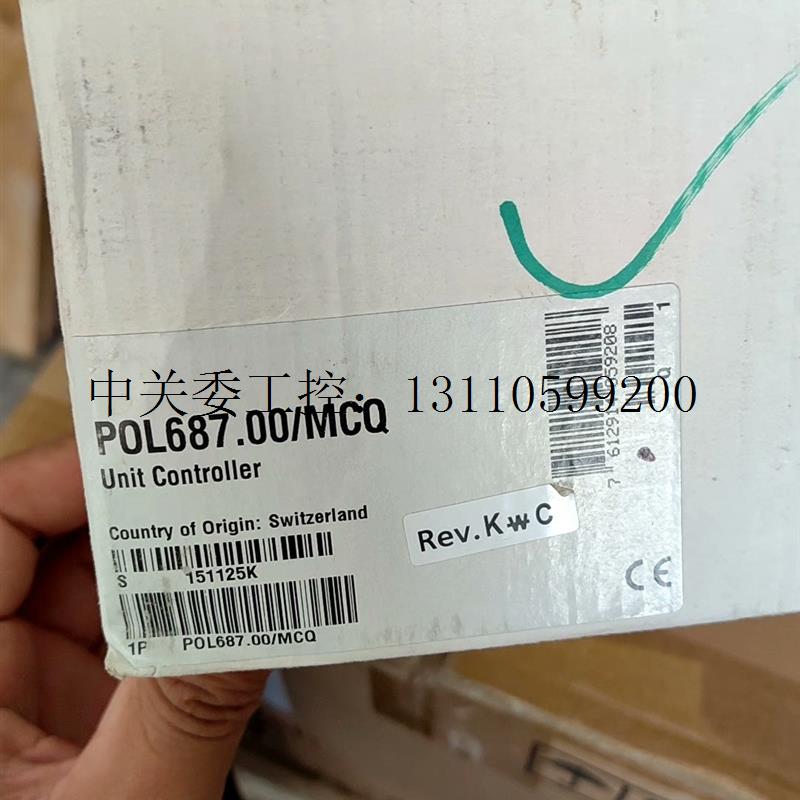 中关委工控: 13110599200
POL687.00/MCQ
Unit Controller
Country of Origin: Switzerland
S 151125K
1P POL687.00/MCQ
Rev.K
C
CE
Q 1